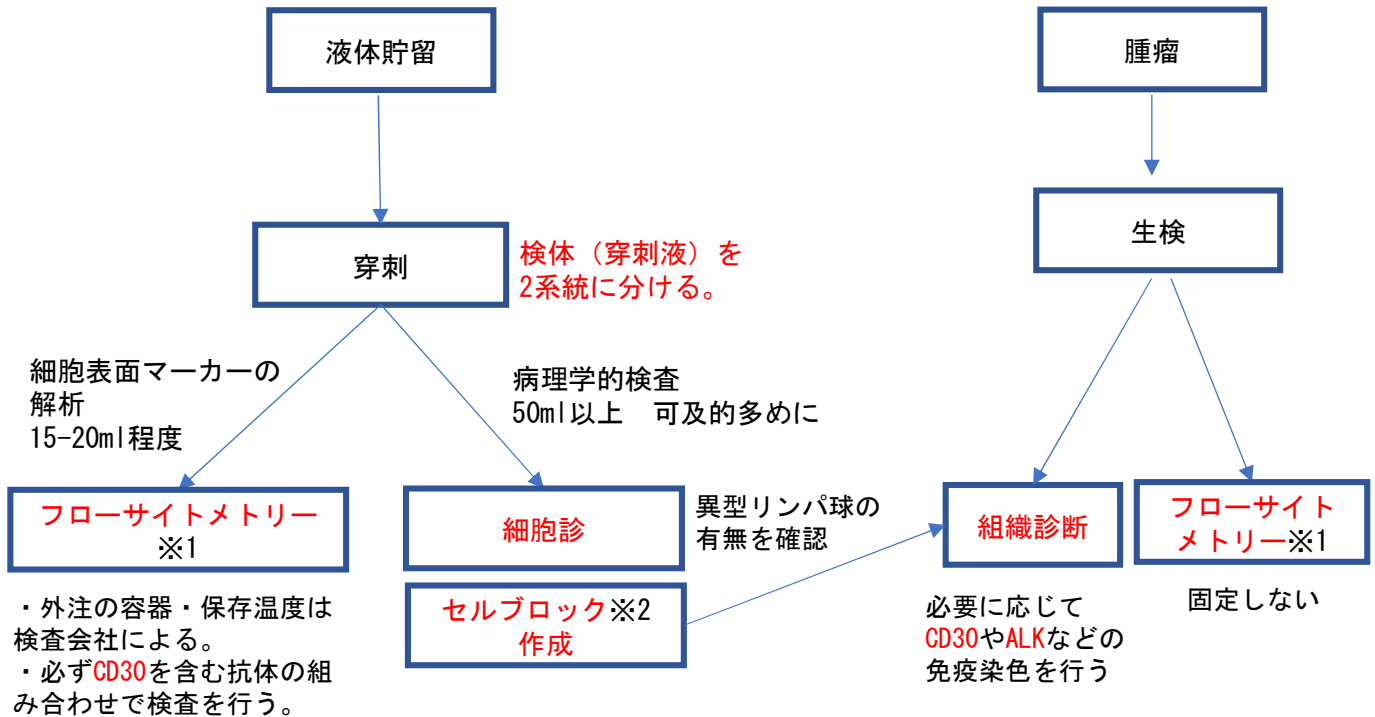 液体貯留
腫瘤
穿刺
検体（穿刺液）を
2系統に分ける。
生検
細胞表面マーカーの
解析
15-20ml程度
病理学的検査
50ml以上　可及的多めに
フローサイトメトリー
※1
細胞診
異型リンパ球の
有無を確認
組織診断
フローサイト
メトリー※1
・外注の容器・保存温度は
検査会社による。
・必ずCD30を含む抗体の組
み合わせで検査を行う。
セルブロック※2
作成
必要に応じて
CD30やALKなどの
免疫染色を行う
固定しない